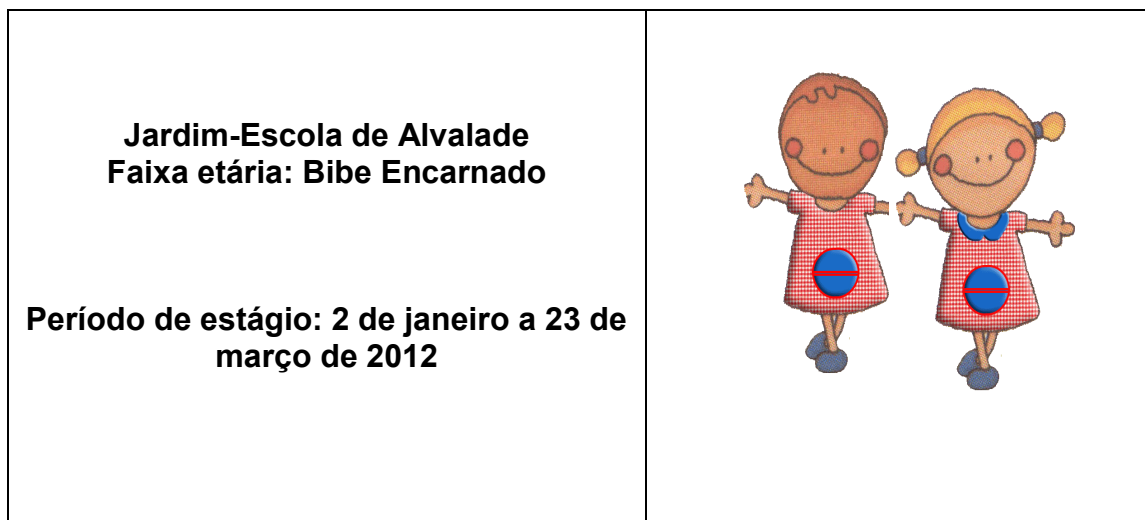 Jardim-Escola de Alvalade
Faixa etária: Bibe Encarnado
Período de estágio: 2 de janeiro a 23 de
março de 2012